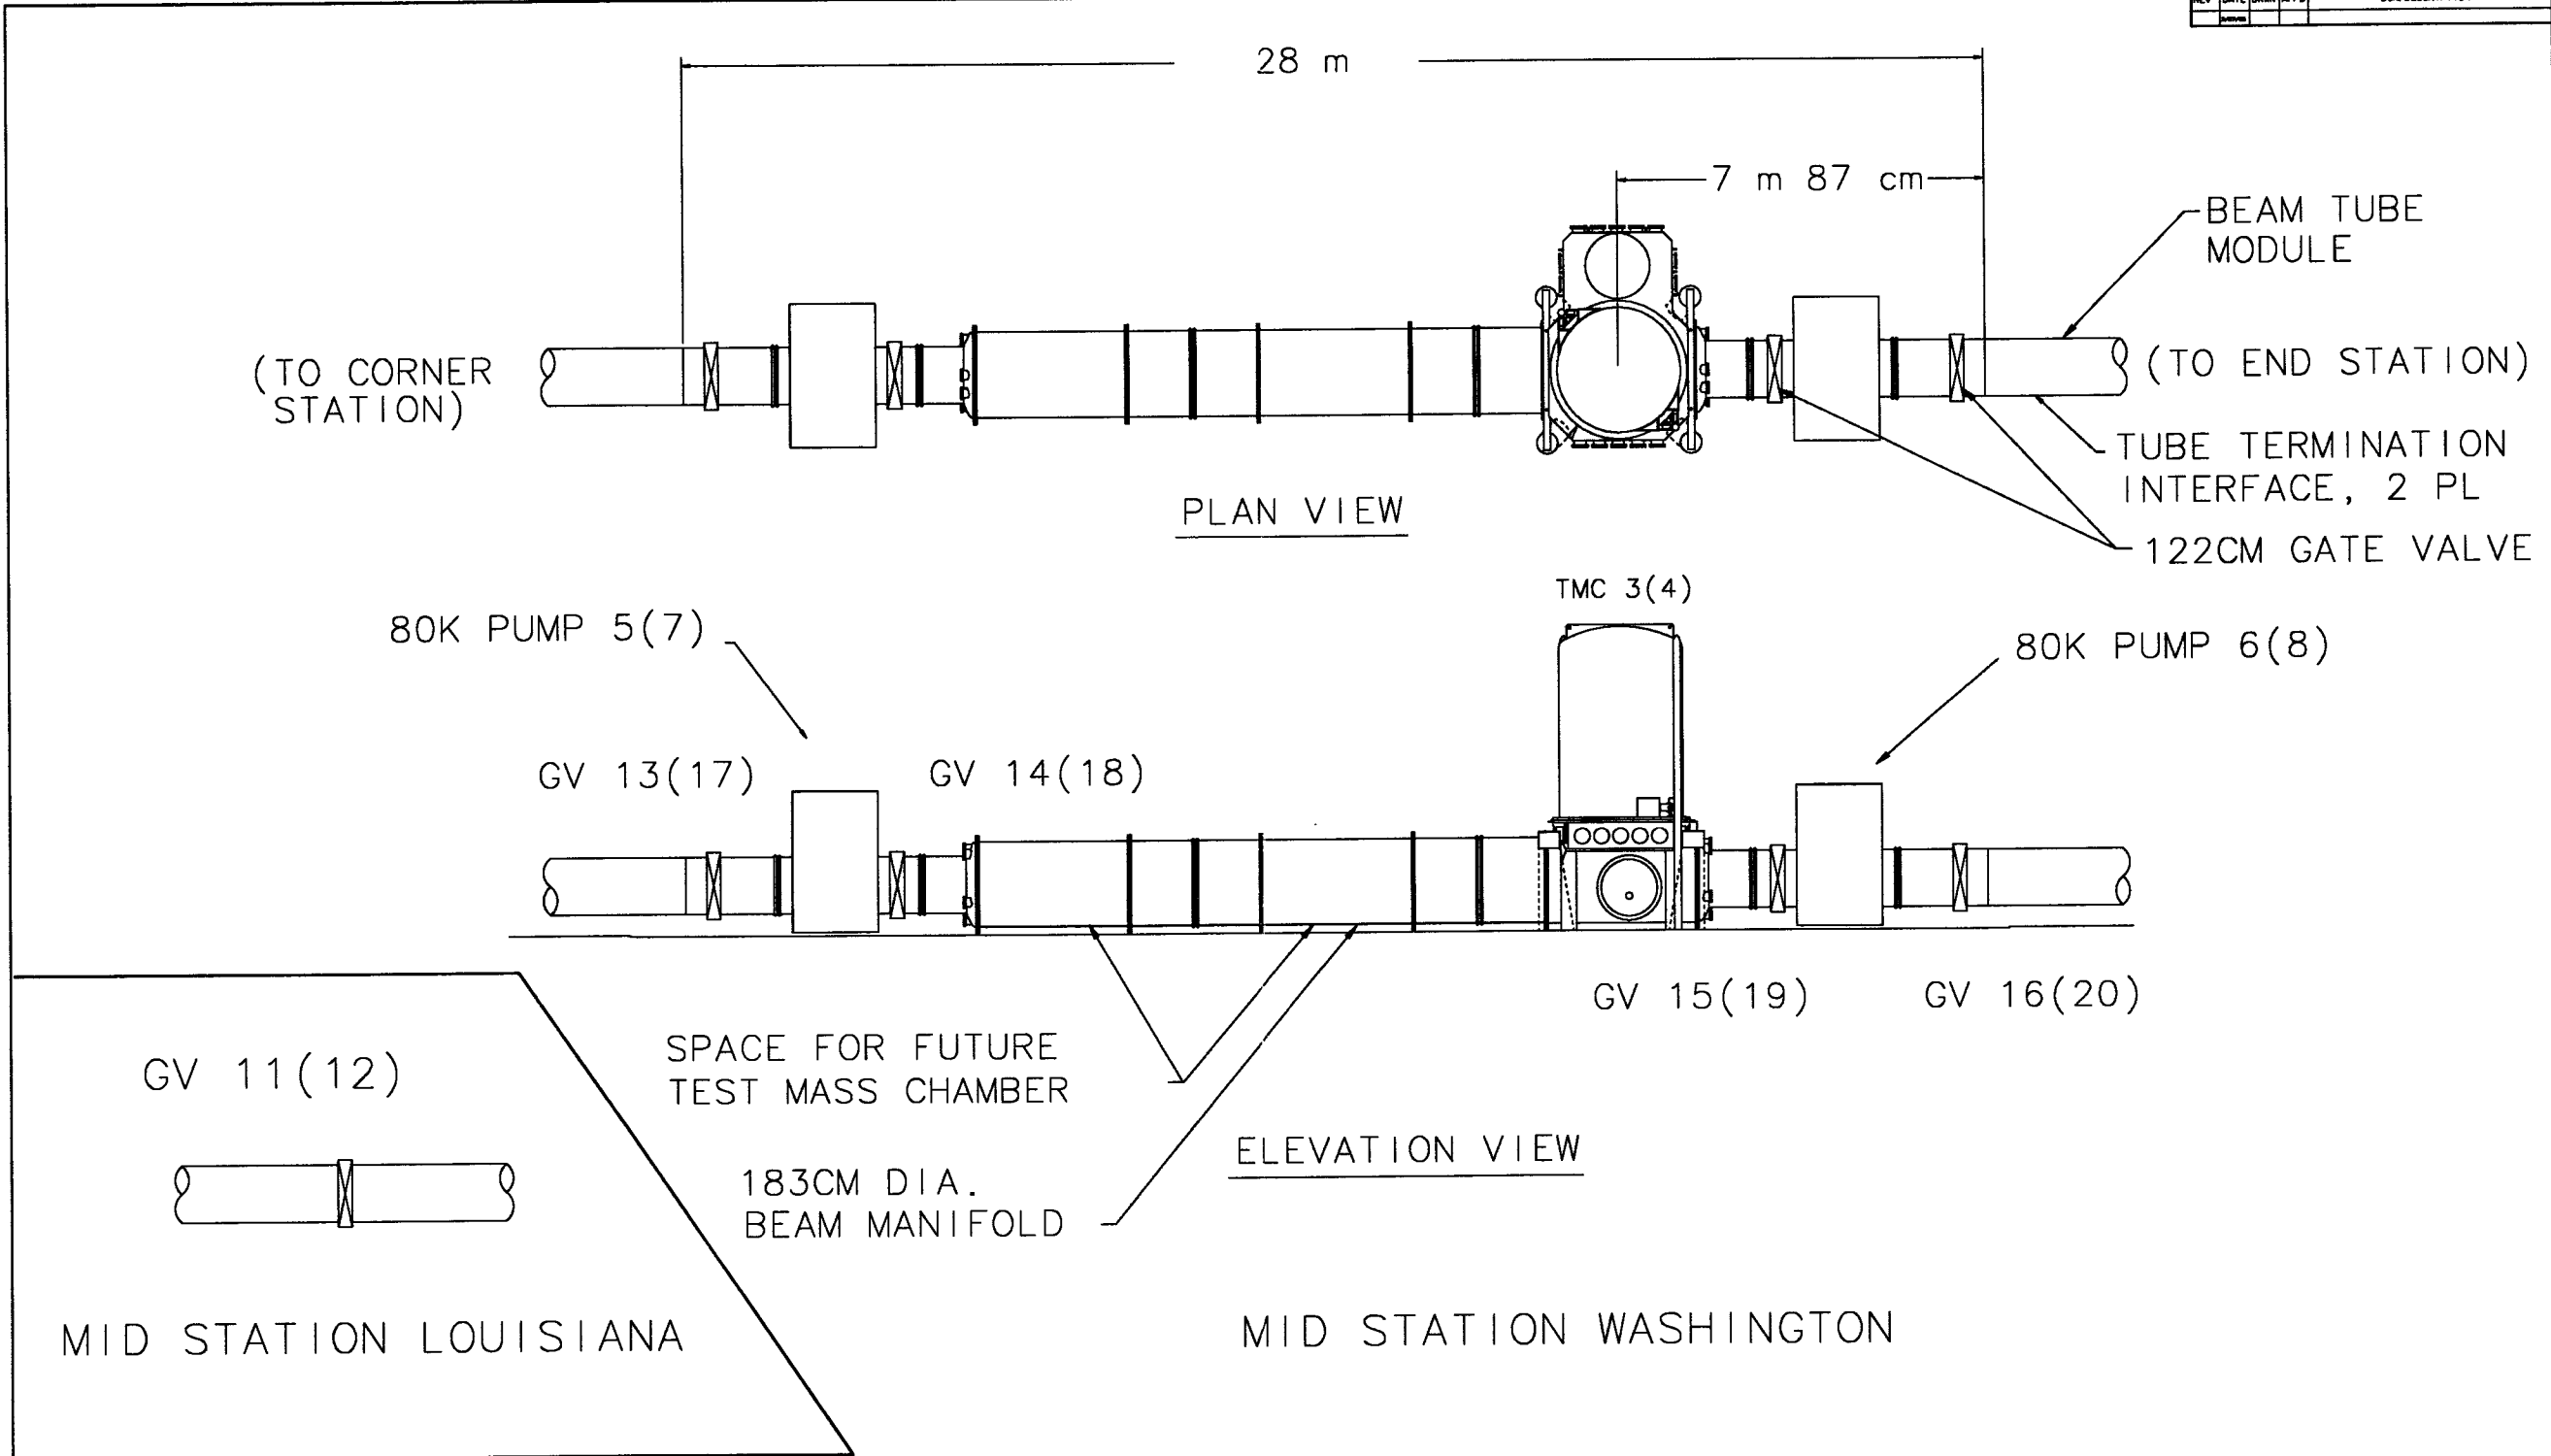 REV DATE
28 m
7 m 87 cm
BEAM TUBE
MODULE
(TO CORNER
STATION)
(TO END STATION)
TUBE TERMINATION
INTERFACE, 2 PL
PLAN VIEW
122CM GATE VALVE
TMC 3(4)
80K PUMP 5(7)
80K PUMP 6(8)
GV 13(17)
GV 14(18)
GV 15(19)
GV 16(20)
SPACE FOR FUTURE
TEST MASS CHAMBER
GV 11(12)
ELEVATION VIEW
183CM DIA.
BEAM MANIFOLD
MID STATION LOUISIANA
MID STATION WASHINGTON